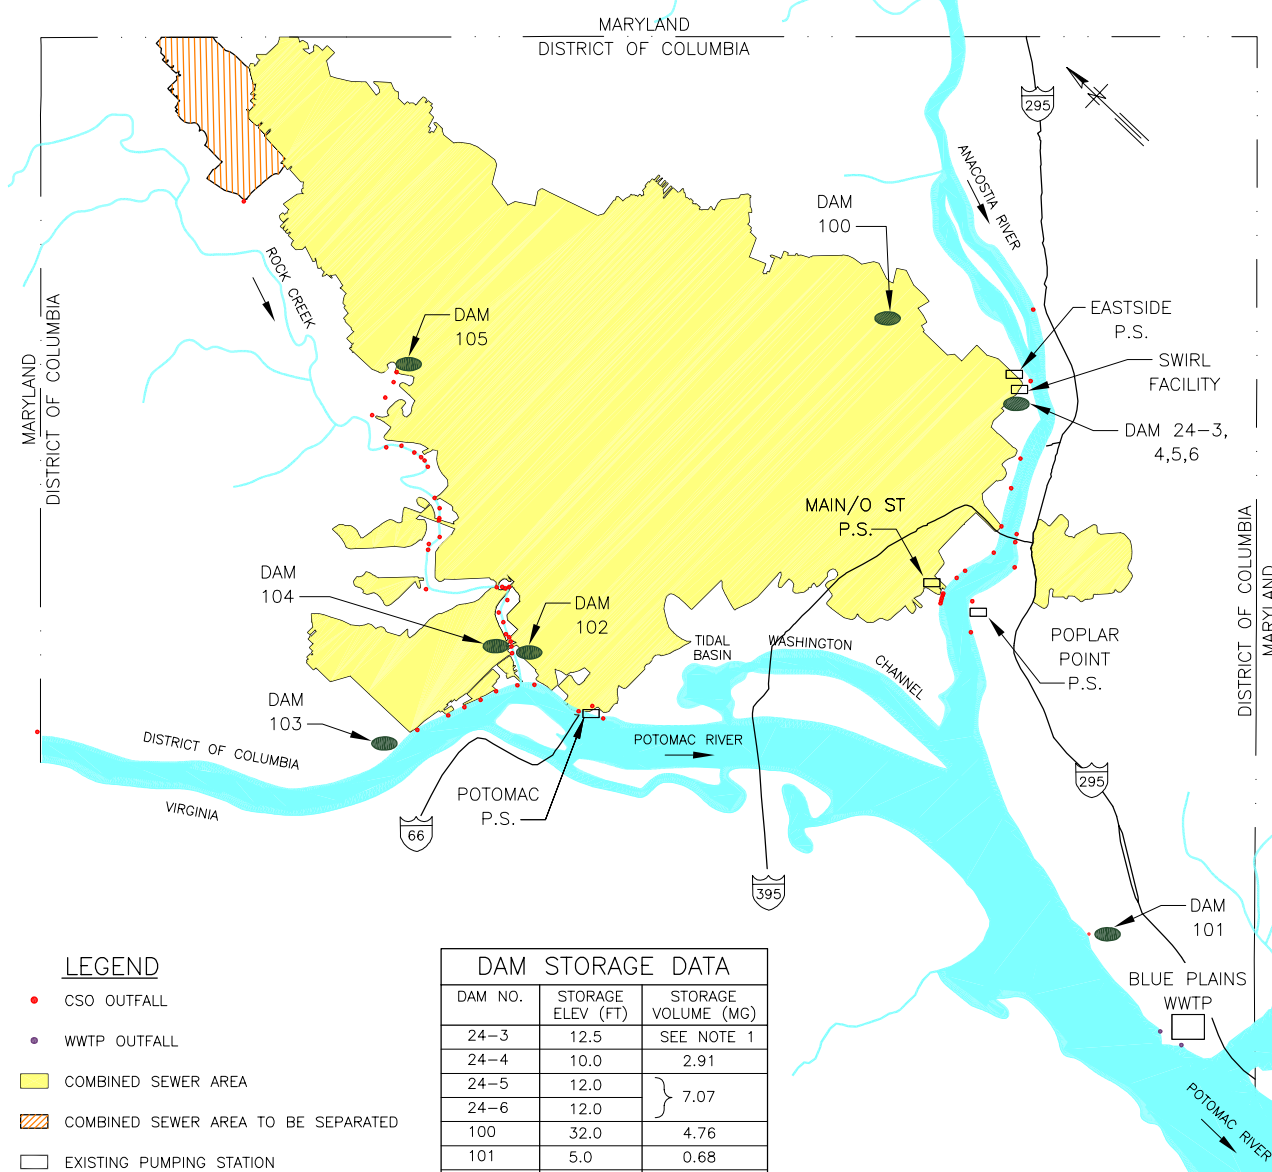 MARYLAND
DISTRICT OF COLUMBIA
295
ANACOSTIA RIVER
DAM
100
ROCK CREEK
MARYLAND
DISTRICT OF COLUMBIA
DAM
105
EASTSIDE
P.S.
SWIRL
FACILITY
DAM 24-3,
4,5,6
MAIN/O ST
P.S.
DAM
104
DAM
102
TIDAL
BASIN
WASHINGTON
CHANNEL
POPLAR
POINT
P.S.
DISTRICT OF COLUMBIA
MARYLAND
DAM
103
DISTRICT OF COLUMBIA
VIRGINIA
POTOMAC RIVER
POTOMAC
P.S.
66
295
395
DAM
101
BLUE PLAINS
WWTP
POTOMAC RIVER
LEGEND
CSO OUTFALL
WWTP OUTFALL
COMBINED SEWER AREA
COMBINED SEWER AREA TO BE SEPARATED
EXISTING PUMPING STATION
DAM STORAGE DATA
DAM NO. STORAGE ELEV (FT) STORAGE VOLUME (MG)
24-3 12.5 SEE NOTE 1
24-4 10.0 2.91
24-5 12.0
7.07
24-6 12.0
100 32.0 4.76
101 5.0 0.68